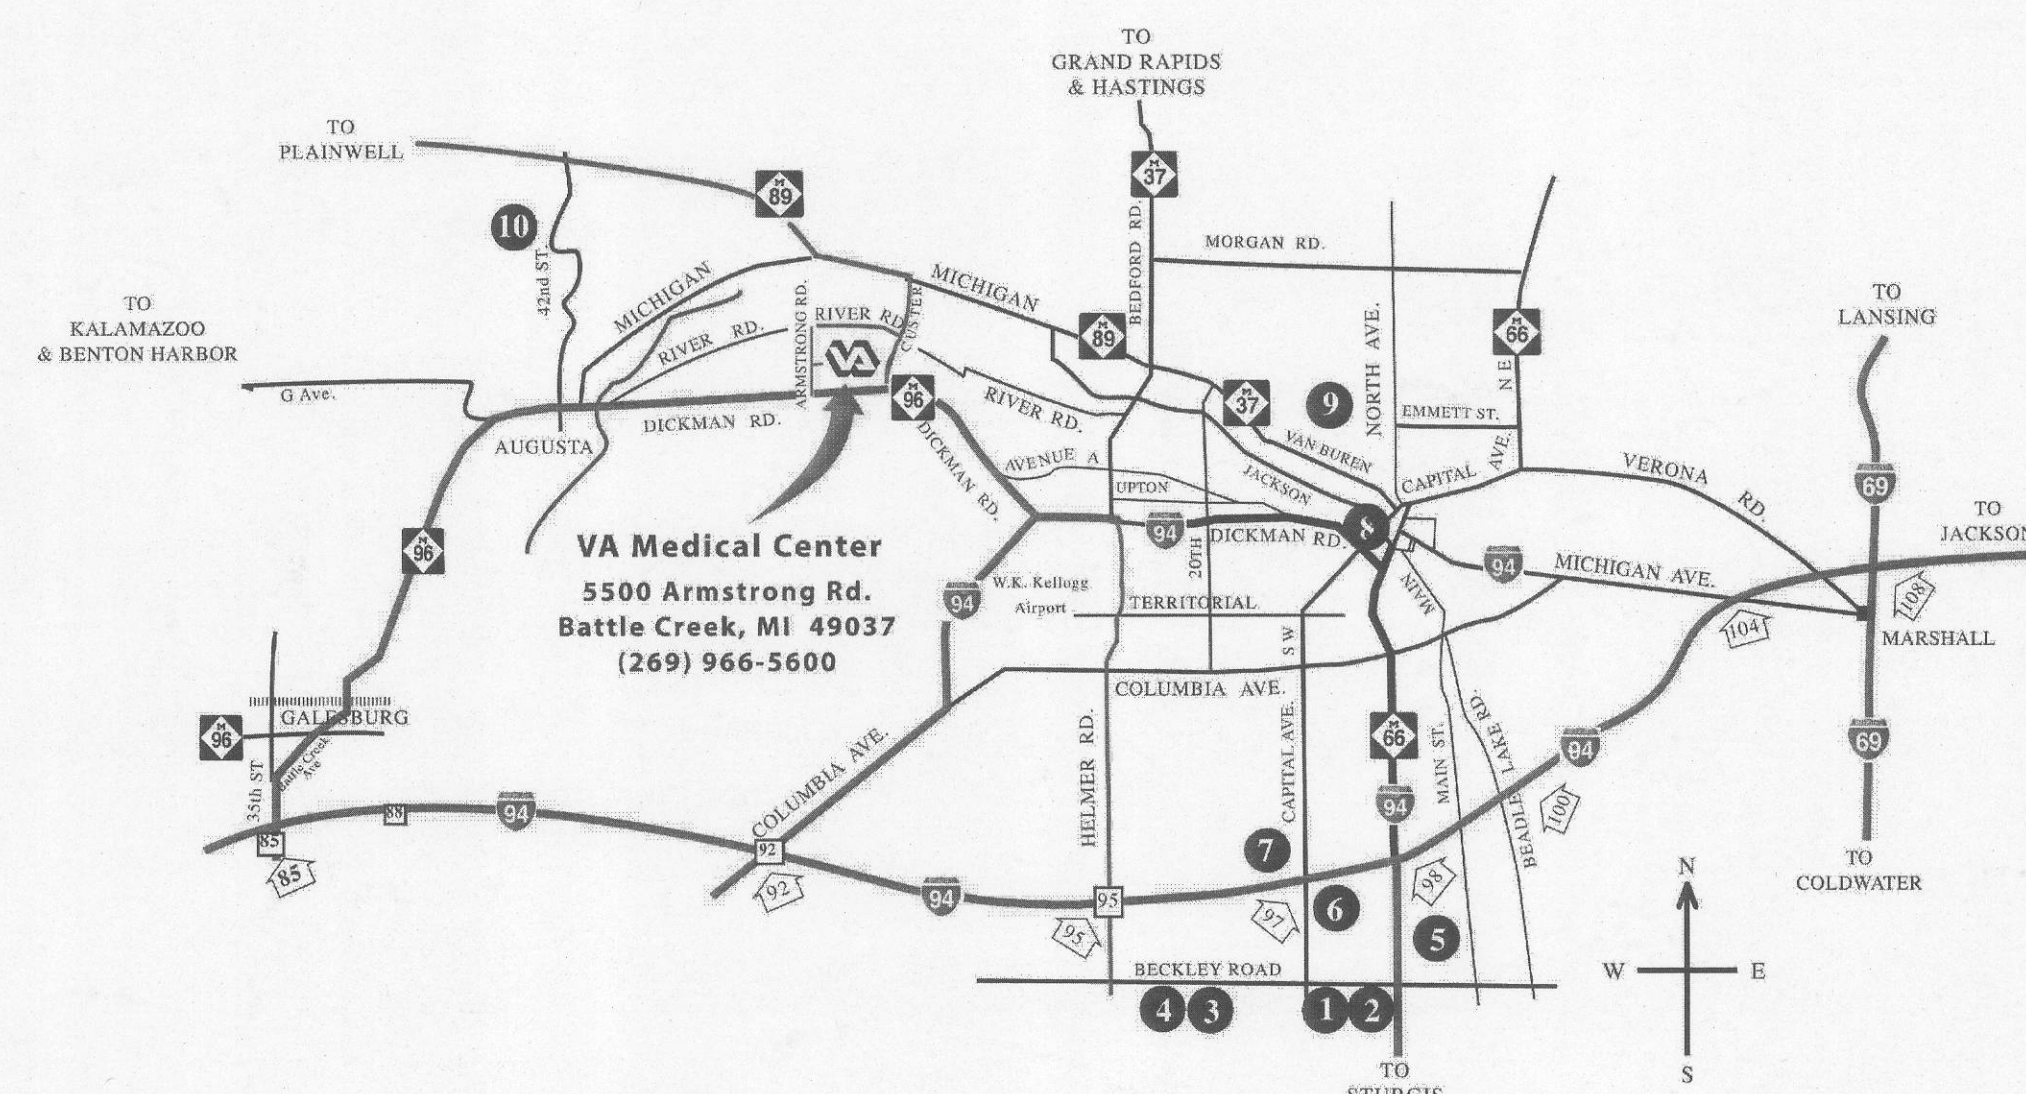 TO
GRAND RAPIDS
& HASTINGS
TO
PLAINWELL
M
89
M
37
10
42nd ST.
MICHIGAN
MICHIGAN
BEDFORD RD.
MORGAN RD.
TO
KALAMAZOO
& BENTON HARBOR
TO
LANSING
ARMSTRONG RD.
RIVER RD.
RIVER RD.
CUSTER
VA
M
89
NORTH AVE.
M
66
N E
G Ave.
M
96
RIVER RD.
M
37
9
EMMETT ST.
AVE.
DICKMAN RD.
AUGUSTA
DICKMAN RD.
AVENUE A
UPTON
JACKSON
VAN BUREN
CAPITAL
VERONA
RD.
69
TO
JACKSON
M
96
VA Medical Center
5500 Armstrong Rd.
Battle Creek, MI 49037
(269) 966-5600
94
20TH
DICKMAN RD.
8
94
MICHIGAN AVE.
94
W.K. Kellogg
Airport
TERRITORIAL
MAIN
104
108
MARSHALL
S W
COLUMBIA AVE.
GALESBURG
M
96
Battle Creek
Ave
35th ST
COLUMBIA AVE.
HELMER RD.
CAPITAL AVE.
M
66
MAIN ST.
BEADLE LAKE RD.
94
69
85
88
94
94
100
92
7
85
92
94
95
98
97
6
95
5
TO
COLDWATER
BECKLEY ROAD
4
3
1
2
N
W
E
S
TO
STURGIS